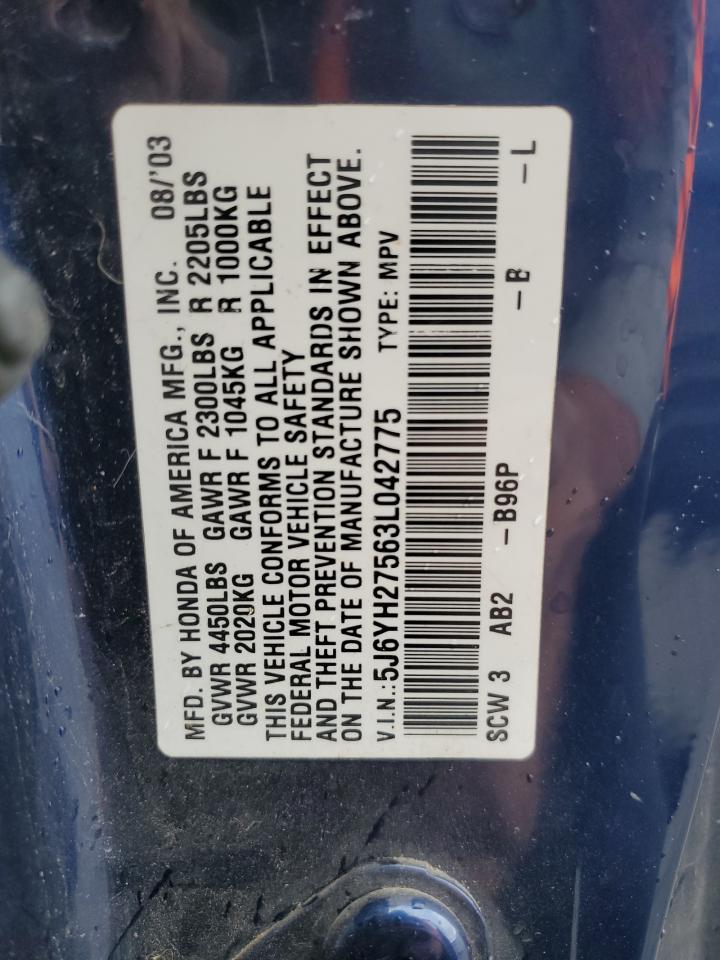 MFD. BY HONDA OF AMERICA MFG., INC. 08/'03
GVWR 4450LBS GAWR F 2300LBS R 2205LBS
GVWR 2020KG GAWR F 1045KG R 1000KG
THIS VEHICLE CONFORMS TO ALL APPLICABLE
FEDERAL MOTOR VEHICLE SAFETY
AND THEFT PREVENTION STANDARDS IN EFFECT
ON THE DATE OF MANUFACTURE SHOWN ABOVE.
V.I.N.: 5J6YH27563L042775 TYPE: MPV
SCW 3 AB2 – B96P – B – L